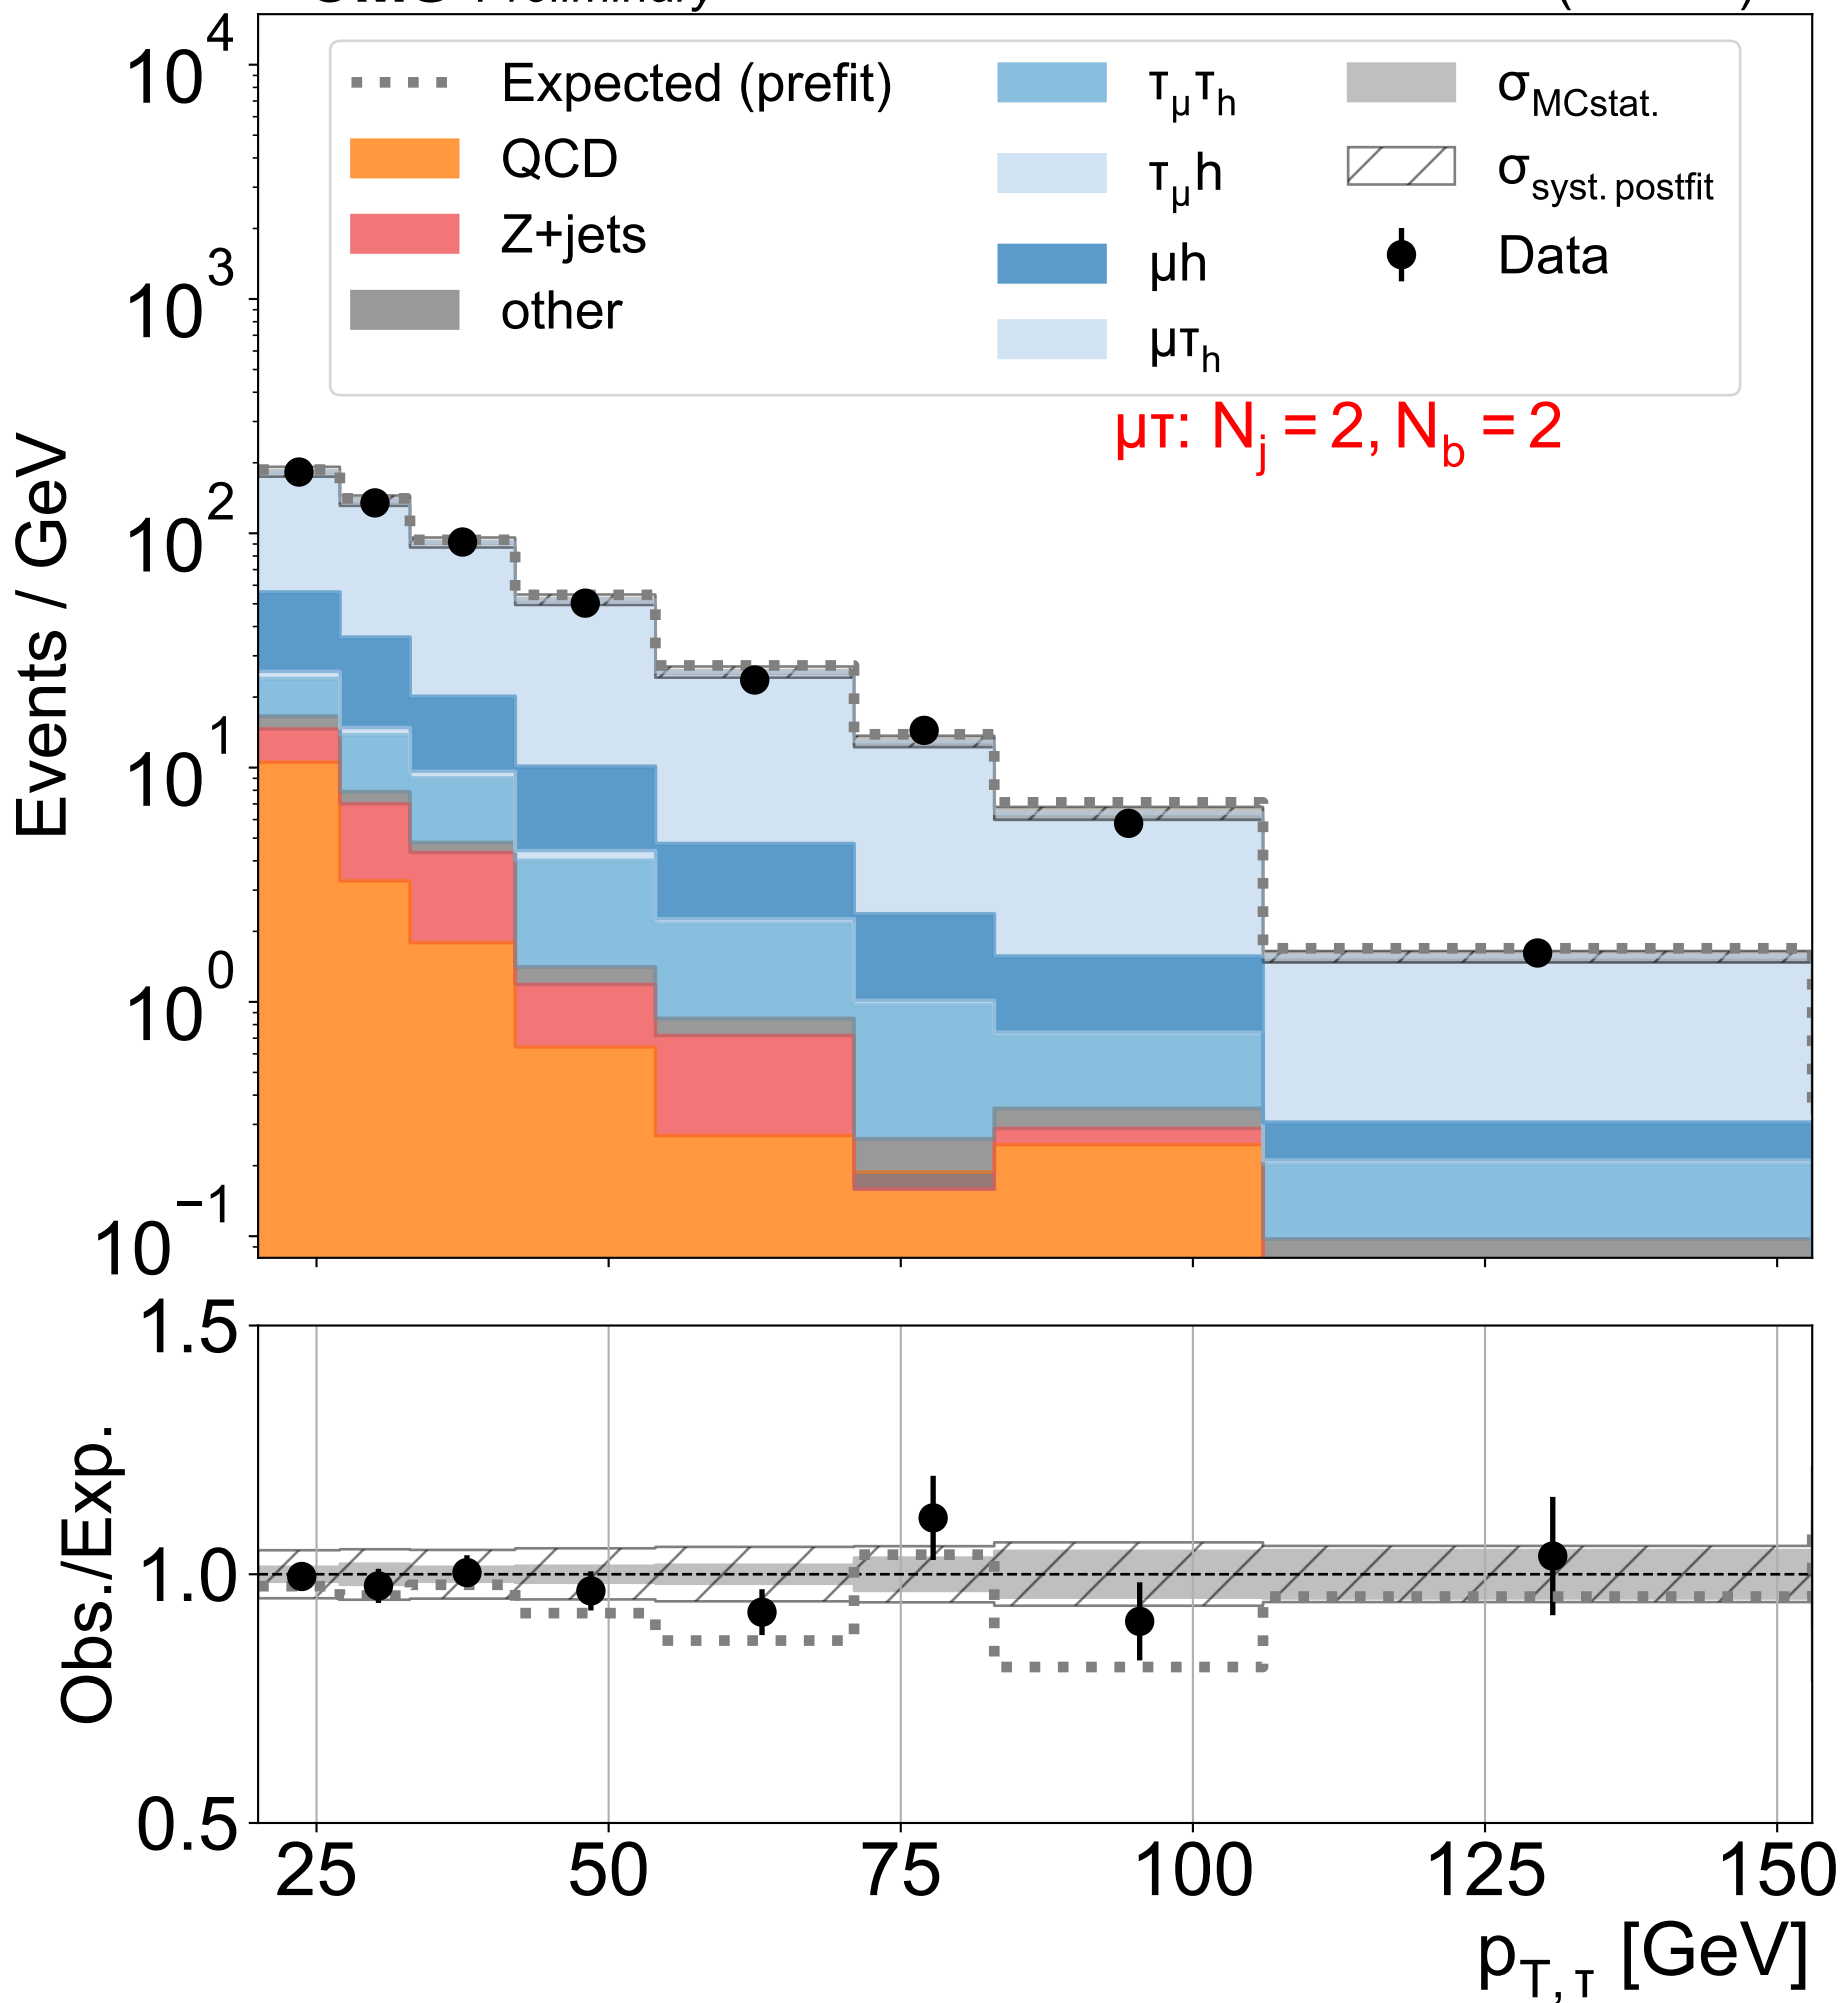 Preliminary
Expected (prefit)
QCD
Z+jets
other
τμτh
τμh
μh
μτh
σMCstat.
σsyst. postfit
Data
μτ: Nj = 2, Nb = 2
10^4
10^3
10^2
10^1
10^0
10^−1
Events / GeV
1.5
1.0
0.5
Obs./Exp.
25 50 75 100 125 150
pT, τ [GeV]